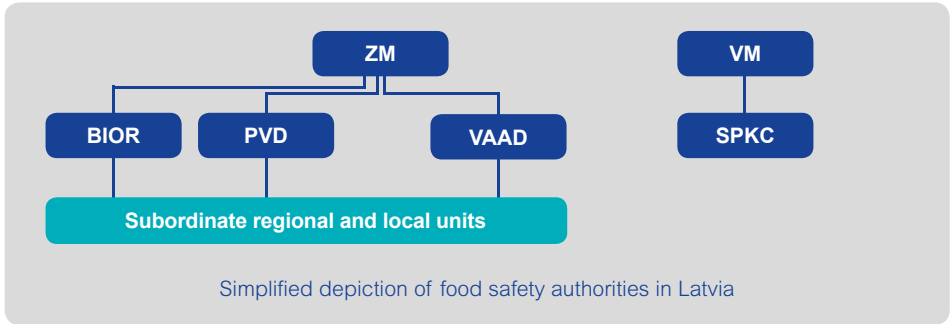 ZM
VM
BIOR
PVD
VAAD
SPKC
Subordinate regional and local units
Simplified depiction of food safety authorities in Latvia